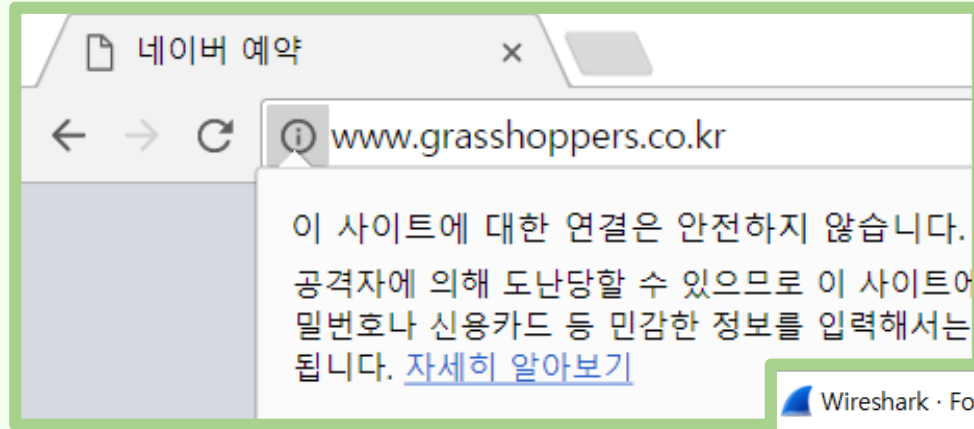 네이버 예약
www.grasshoppers.co.kr
이 사이트에 대한 연결은 안전하지 않습니다.
공격자에 의해 도난당할 수 있으므로 이 사이트에
밀번호나 신용카드 등 민감한 정보를 입력해서는
됩니다. 자세히 알아보기
Wireshark · Fo